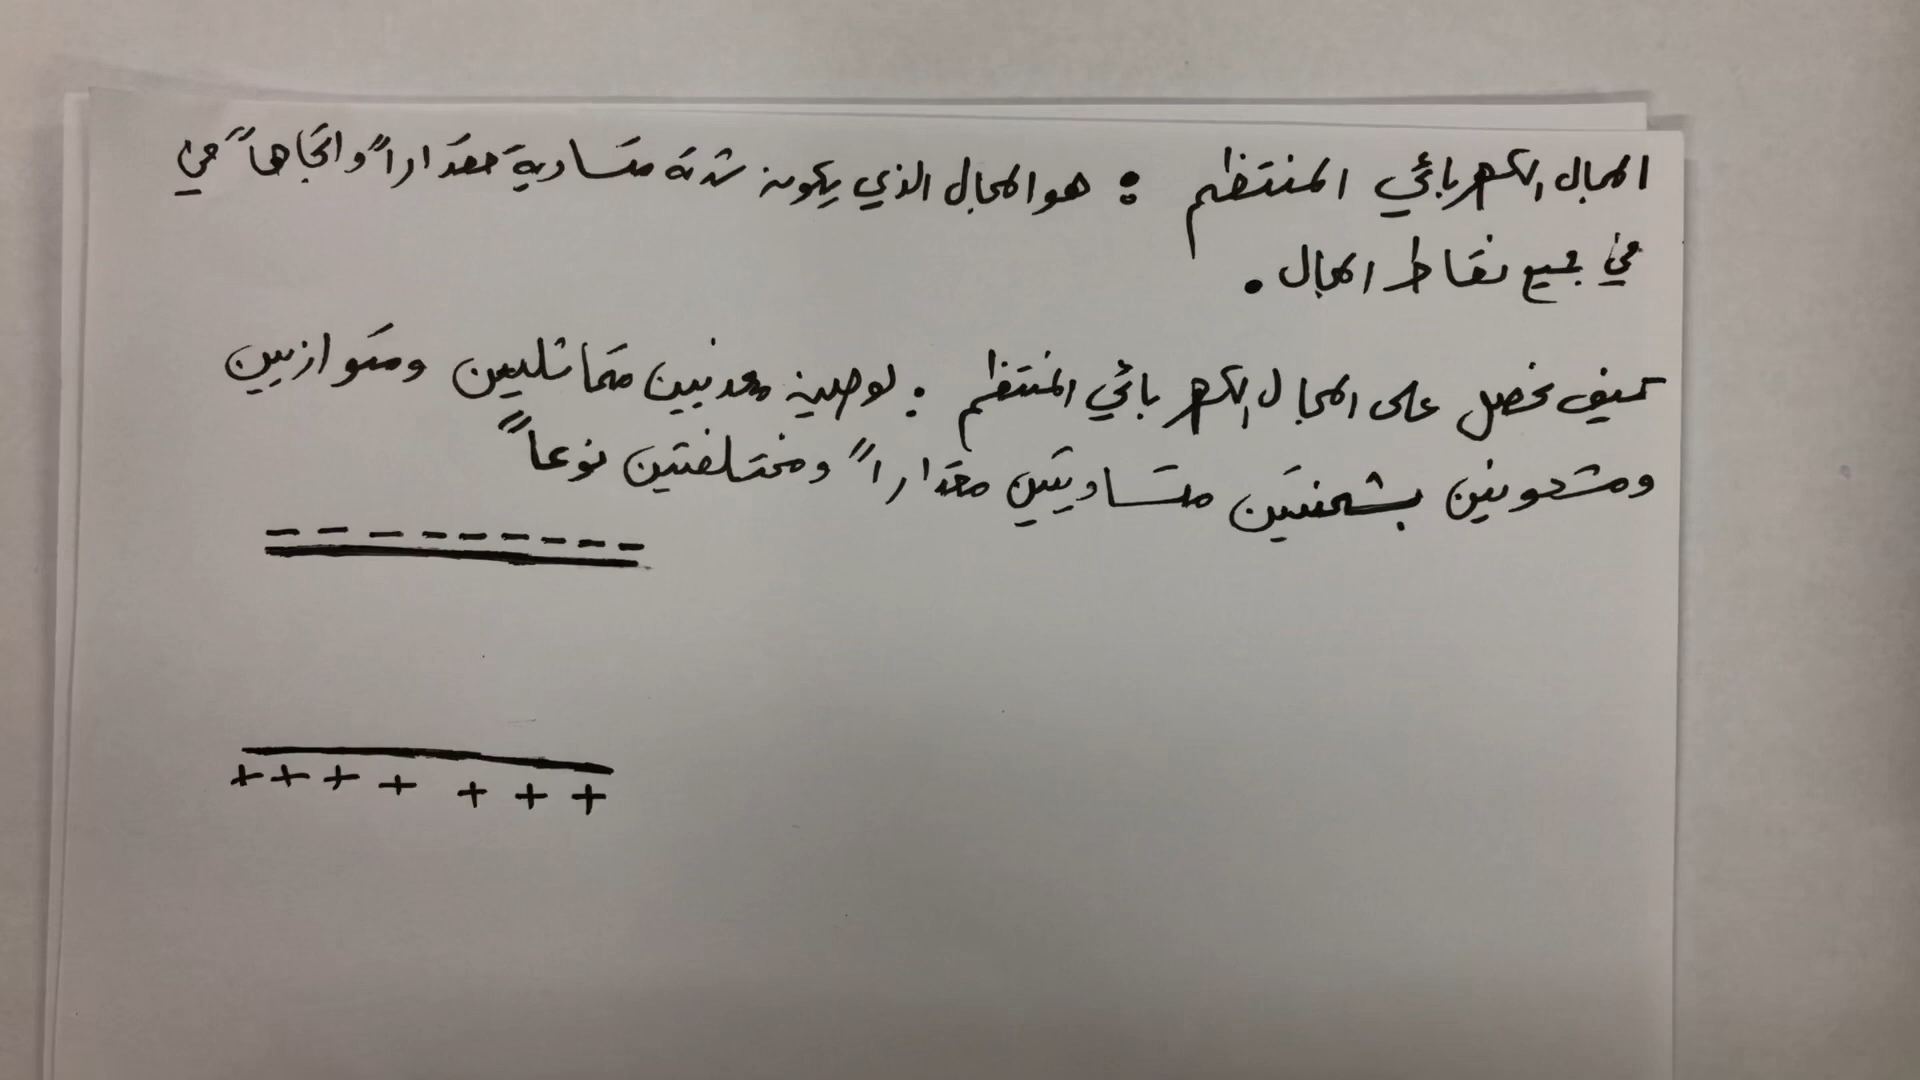 المجال الكهربائي المنتظم : هو المجال الذي يكون شدته متساوية مقداراً واتجاهاً في
في جميع نقاط المجال .
كيف نحصل على المجال الكهربائي المنتظم : لوحين معدنيين متماثليين ومتوازيين
ومشحونين بشحنتين متساويتين مقداراً ومختلفتين نوعاً
- - - - - - - - -
+ + + + + + +